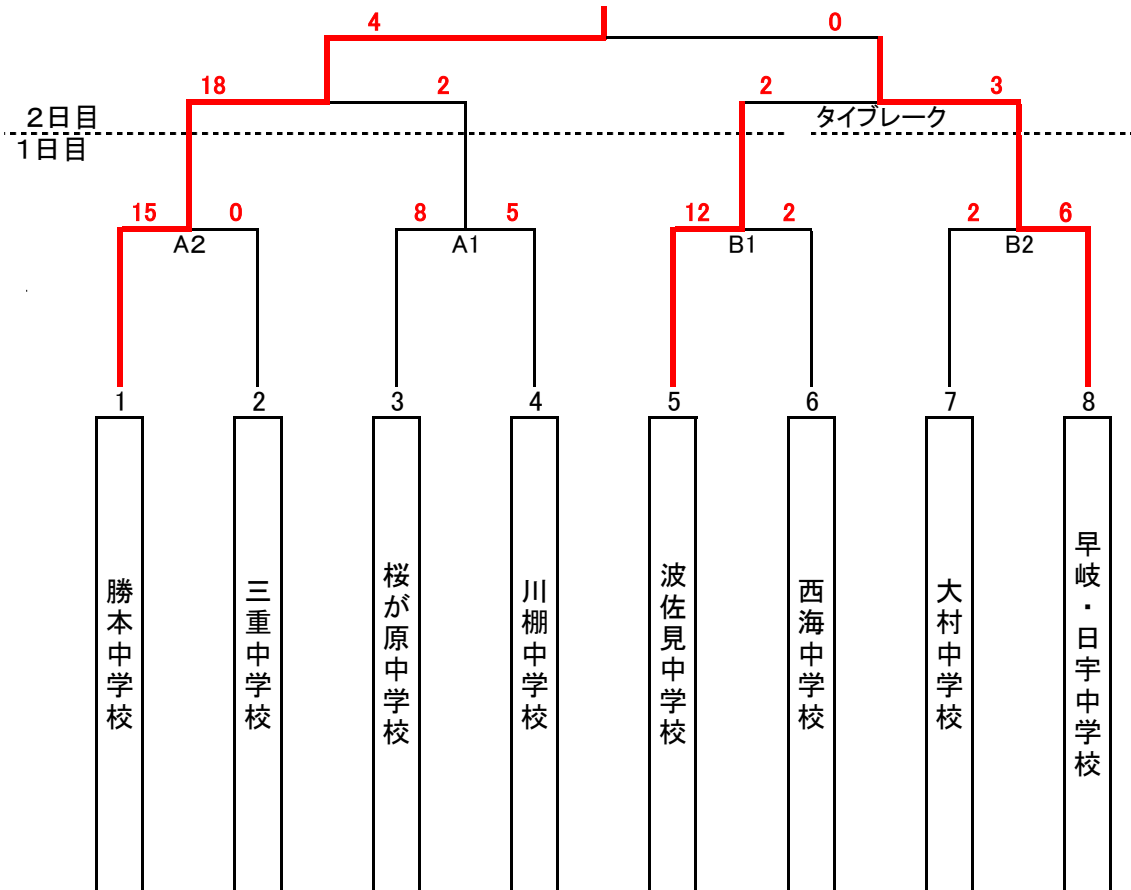 4 0
18 2 2 3
2日目 タイブレーク
1日目
15 0 8 5 12 2 2 6
A2 A1 B1 B2
1 2 3 4 5 6 7 8
勝本中学校
三重中学校
桜が原中学校
川棚中学校
波佐見中学校
西海中学校
大村中学校
早岐・日宇中学校